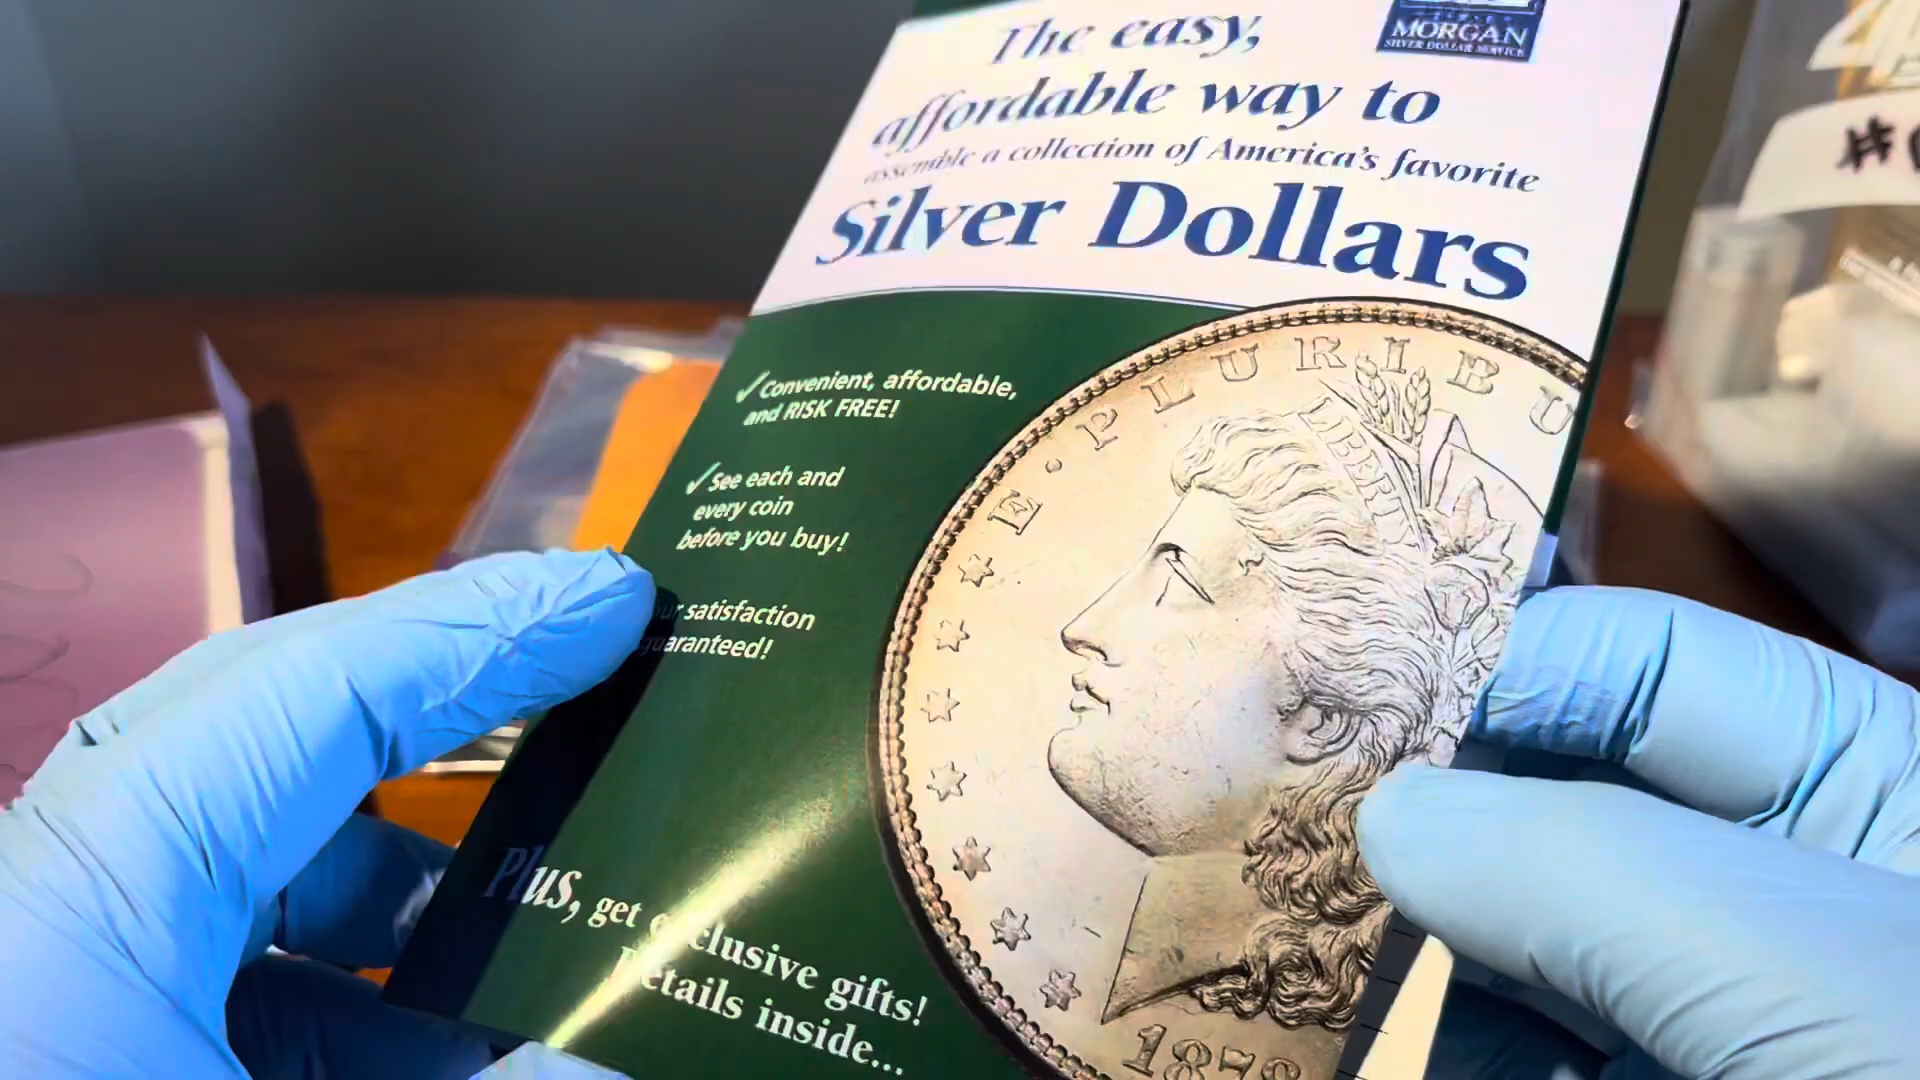 The easy,
affordable way to
assemble a collection of America's favorite
Silver Dollars
MORGAN
SILVER DOLLAR SERVICE
✓Convenient, affordable,
and RISK FREE!
✓See each and
every coin
before you buy!
satisfaction
guaranteed!
Plus, get exclusive gifts!
Details inside...
E · PLURIBU
LIBERTY
1878
#